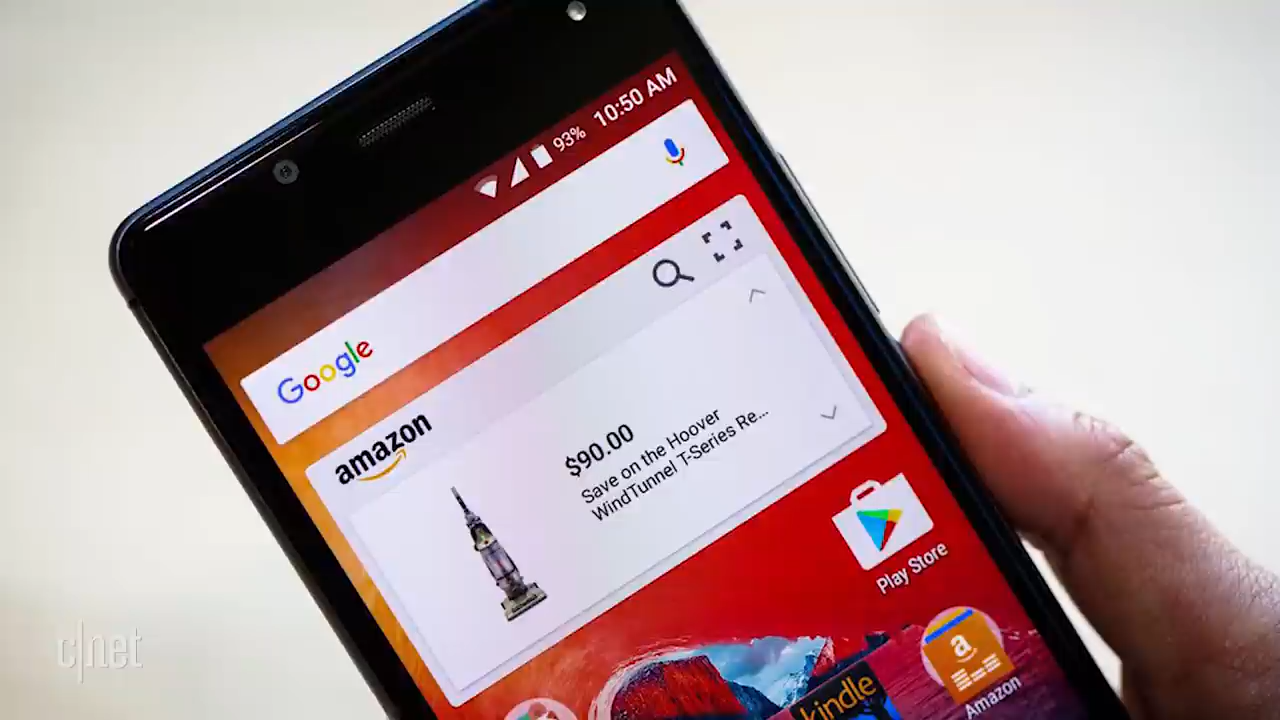 93% 10:50 AM
Google
amazon
$90.00
Save on the Hoover
WindTunnel T-Series Re...
Play Store
a
Amazon
kindle
c|net